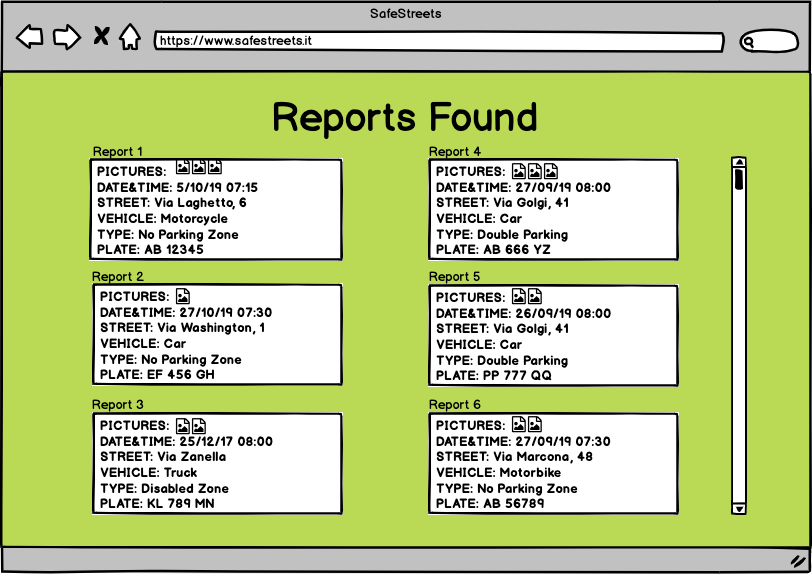 SafeStreets
https://www.safestreets.it
Reports Found
Report 1
PICTURES:
DATE&TIME: 5/10/19 07:15
STREET: Via Laghetto, 6
VEHICLE: Motorcycle
TYPE: No Parking Zone
PLATE: AB 12345
Report 2
PICTURES:
DATE&TIME: 27/10/19 07:30
STREET: Via Washington, 1
VEHICLE: Car
TYPE: No Parking Zone
PLATE: EF 456 GH
Report 3
PICTURES:
DATE&TIME: 25/12/17 08:00
STREET: Via Zanella
VEHICLE: Truck
TYPE: Disabled Zone
PLATE: KL 789 MN
Report 4
PICTURES:
DATE&TIME: 27/09/19 08:00
STREET: Via Golgi, 41
VEHICLE: Car
TYPE: Double Parking
PLATE: AB 666 YZ
Report 5
PICTURES:
DATE&TIME: 26/09/19 08:00
STREET: Via Golgi, 41
VEHICLE: Car
TYPE: Double Parking
PLATE: PP 777 QQ
Report 6
PICTURES:
DATE&TIME: 27/09/19 07:30
STREET: Via Marcona, 48
VEHICLE: Motorbike
TYPE: No Parking Zone
PLATE: AB 56789